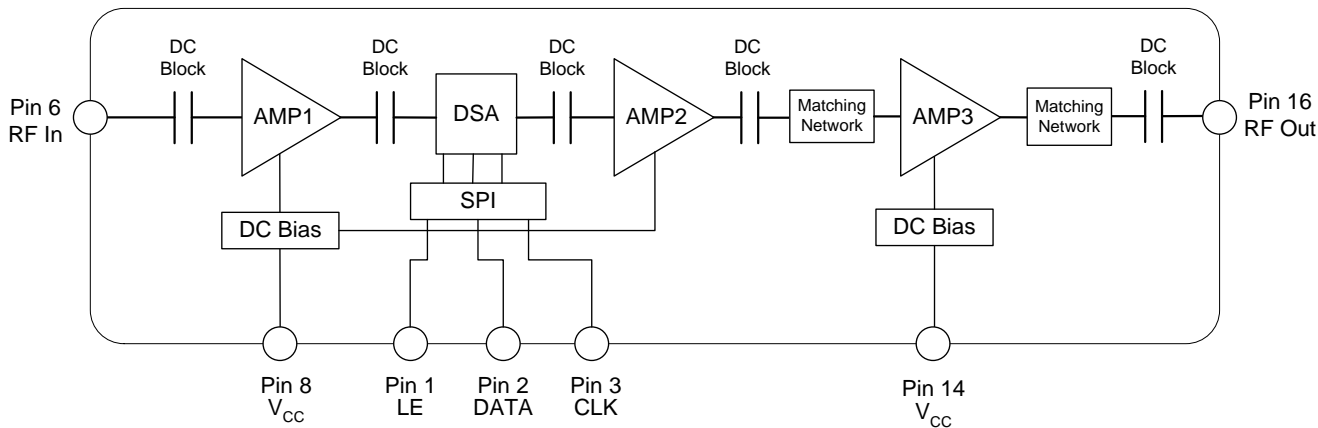 DC
Block
DC
Block
DC
Block
DC
Block
DC
Block
Pin 6
RF In
AMP1
DSA
AMP2
Matching
Network
AMP3
Matching
Network
Pin 16
RF Out
SPI
DC Bias
DC Bias
Pin 8
VCC
Pin 1
LE
Pin 2
DATA
Pin 3
CLK
Pin 14
VCC